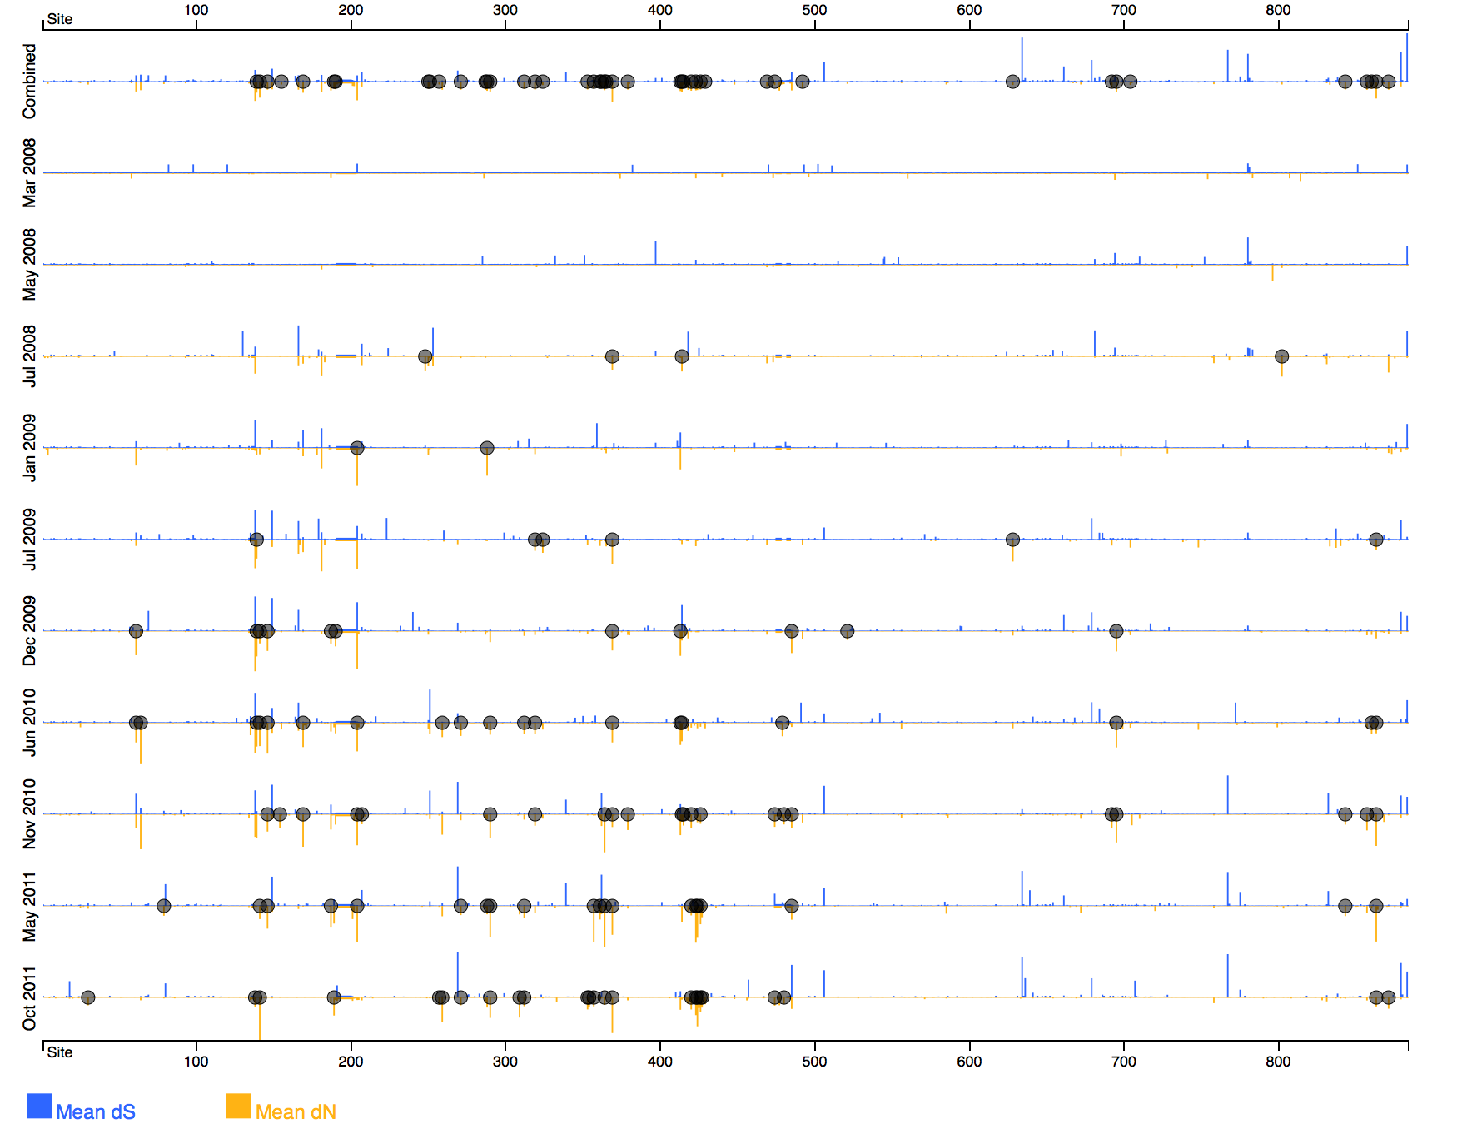 Site 100 200 300 400 500 600 700 800
Combined
Mar 2008
May 2008
Jul 2008
Jan 2009
Jul 2009
Dec 2009
Jun 2010
Nov 2010
May 2011
Oct 2011
Site 100 200 300 400 500 600 700 800
Mean dS Mean dN